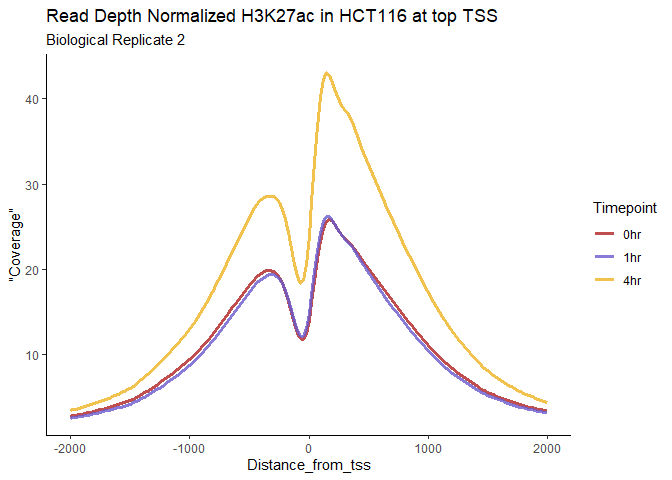 Read Depth Normalized H3K27ac in HCT116 at top TSS
Biological Replicate 2
"Coverage"
40
30
20
10
-2000
-1000
0
1000
2000
Distance_from_tss
Timepoint
0hr
1hr
4hr